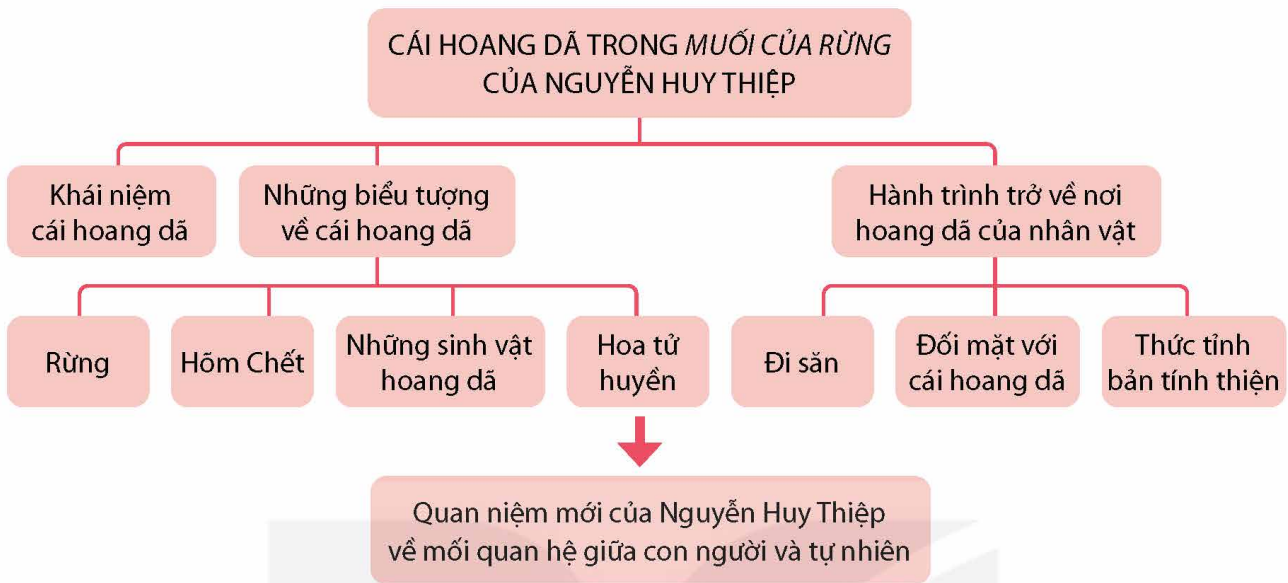 CÁI HOANG DÃ TRONG MUỐI CỦA RỪNG
CỦA NGUYỄN HUY THIỆP
Khái niệm
cái hoang dã
Những biểu tượng
về cái hoang dã
Hành trình trở về nơi
hoang dã của nhân vật
Rừng
Hõm Chết
Những sinh vật
hoang dã
Hoa tử
huyền
Đi săn
Đối mặt với
cái hoang dã
Thức tỉnh
bản tính thiện
Quan niệm mới của Nguyễn Huy Thiệp
về mối quan hệ giữa con người và tự nhiên